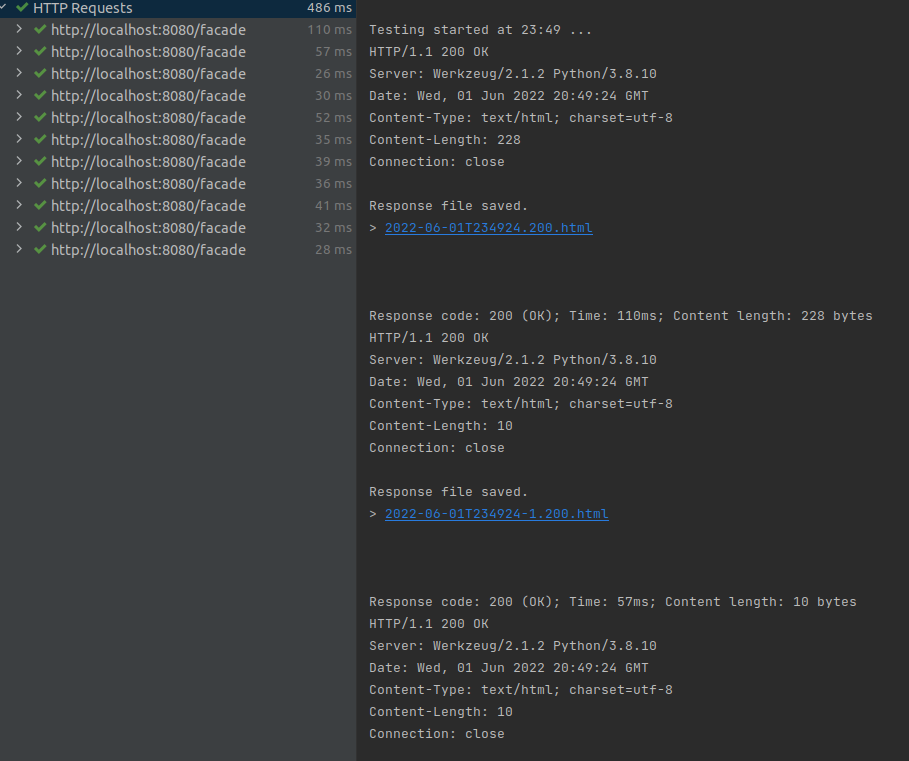 HTTP Requests 486 ms
http://localhost:8080/facade 110 ms
http://localhost:8080/facade 57 ms
http://localhost:8080/facade 26 ms
http://localhost:8080/facade 30 ms
http://localhost:8080/facade 52 ms
http://localhost:8080/facade 35 ms
http://localhost:8080/facade 39 ms
http://localhost:8080/facade 36 ms
http://localhost:8080/facade 41 ms
http://localhost:8080/facade 32 ms
http://localhost:8080/facade 28 ms
Testing started at 23:49 ...
HTTP/1.1 200 OK
Server: Werkzeug/2.1.2 Python/3.8.10
Date: Wed, 01 Jun 2022 20:49:24 GMT
Content-Type: text/html; charset=utf-8
Content-Length: 228
Connection: close
Response file saved.
> 2022-06-01T234924.200.html
Response code: 200 (OK); Time: 110ms; Content length: 228 bytes
HTTP/1.1 200 OK
Server: Werkzeug/2.1.2 Python/3.8.10
Date: Wed, 01 Jun 2022 20:49:24 GMT
Content-Type: text/html; charset=utf-8
Content-Length: 10
Connection: close
Response file saved.
> 2022-06-01T234924-1.200.html
Response code: 200 (OK); Time: 57ms; Content length: 10 bytes
HTTP/1.1 200 OK
Server: Werkzeug/2.1.2 Python/3.8.10
Date: Wed, 01 Jun 2022 20:49:24 GMT
Content-Type: text/html; charset=utf-8
Content-Length: 10
Connection: close